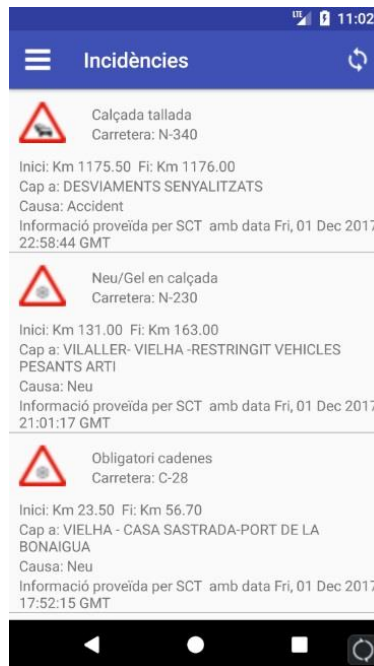 LTE 11:02
Incidències
Calçada tallada
Carretera: N-340
Inici: Km 1175.50 Fi: Km 1176.00
Cap a: DESVIAMENTS SENYALITZATS
Causa: Accident
Informació proveïda per SCT amb data Fri, 01 Dec 2017
22:58:44 GMT
Neu/Gel en calçada
Carretera: N-230
Inici: Km 131.00 Fi: Km 163.00
Cap a: VILALLER- VIELHA -RESTRINGIT VEHICLES
PESANTS ARTI
Causa: Neu
Informació proveïda per SCT amb data Fri, 01 Dec 2017
21:01:17 GMT
Obligatori cadenes
Carretera: C-28
Inici: Km 23.50 Fi: Km 56.70
Cap a: VIELHA - CASA SASTRADA-PORT DE LA
BONAIGUA
Causa: Neu
Informació proveïda per SCT amb data Fri, 01 Dec 2017
17:52:15 GMT